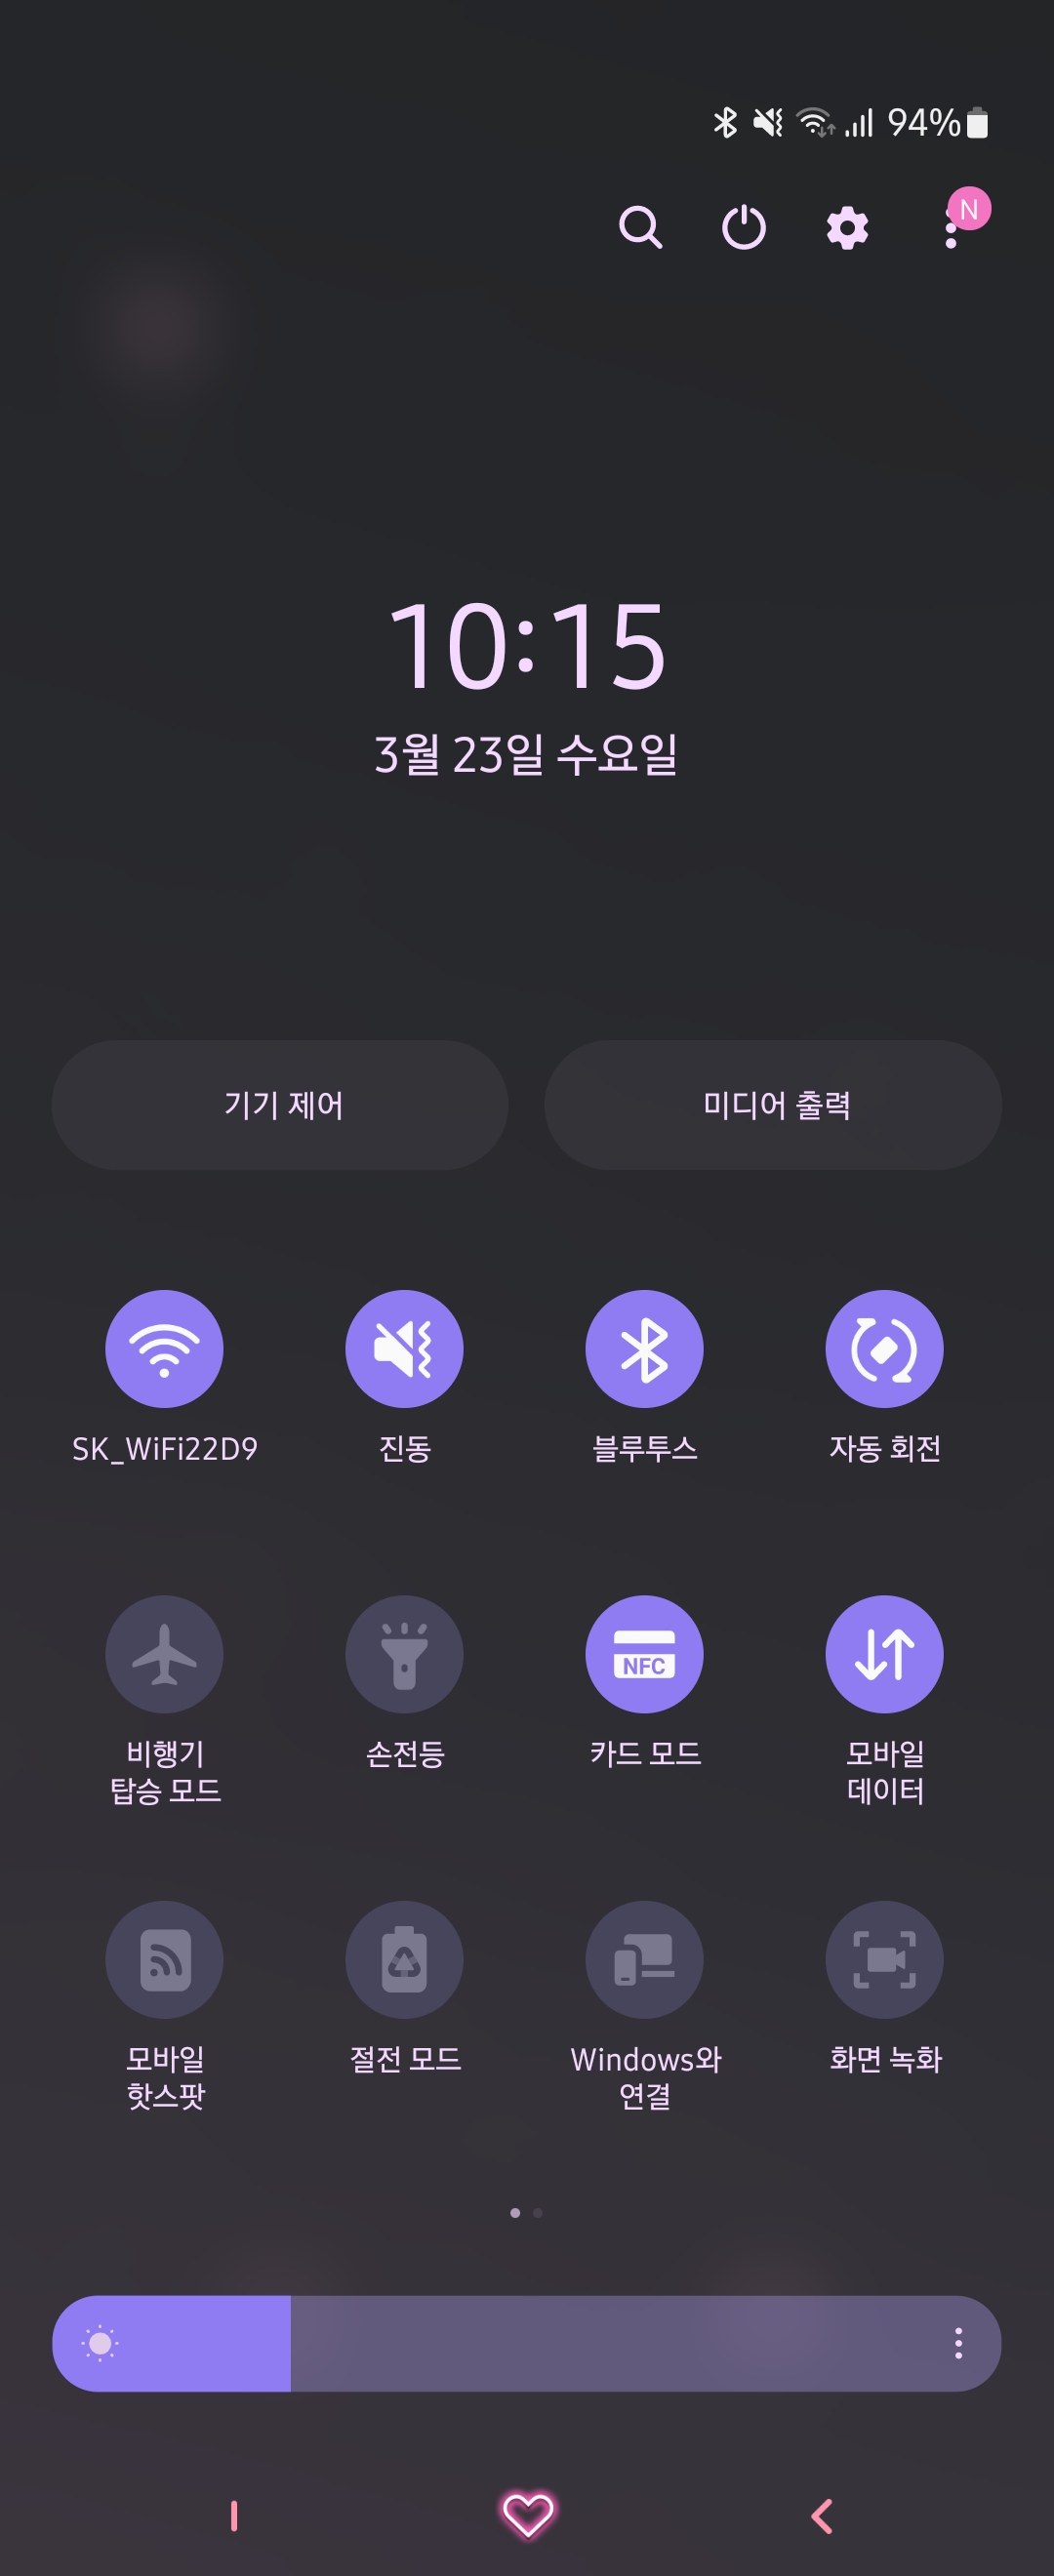 94%
N
10:15
3월 23일 수요일
기기 제어
미디어 출력
SK_WiFi22D9
진동
블루투스
자동 회전
비행기
탑승 모드
손전등
NFC
카드 모드
모바일
데이터
모바일
핫스팟
절전 모드
Windows와
연결
화면 녹화